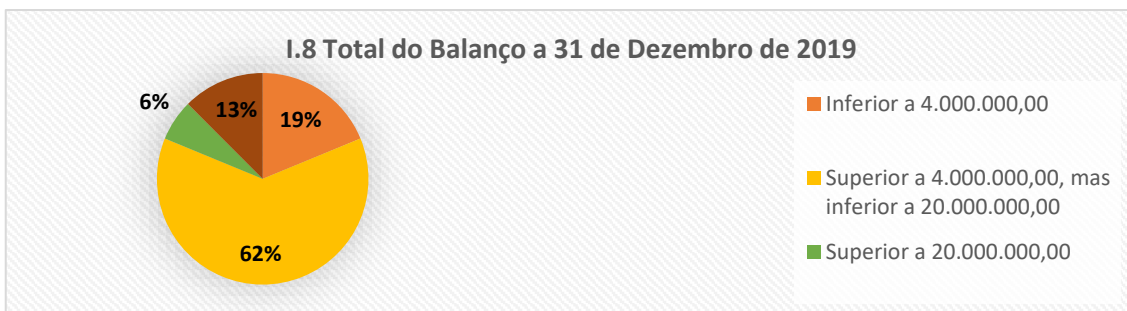 I.8 Total do Balanço a 31 de Dezembro de 2019
6%
13%
19%
62%
Inferior a 4.000.000,00
Superior a 4.000.000,00, mas
inferior a 20.000.000,00
Superior a 20.000.000,00